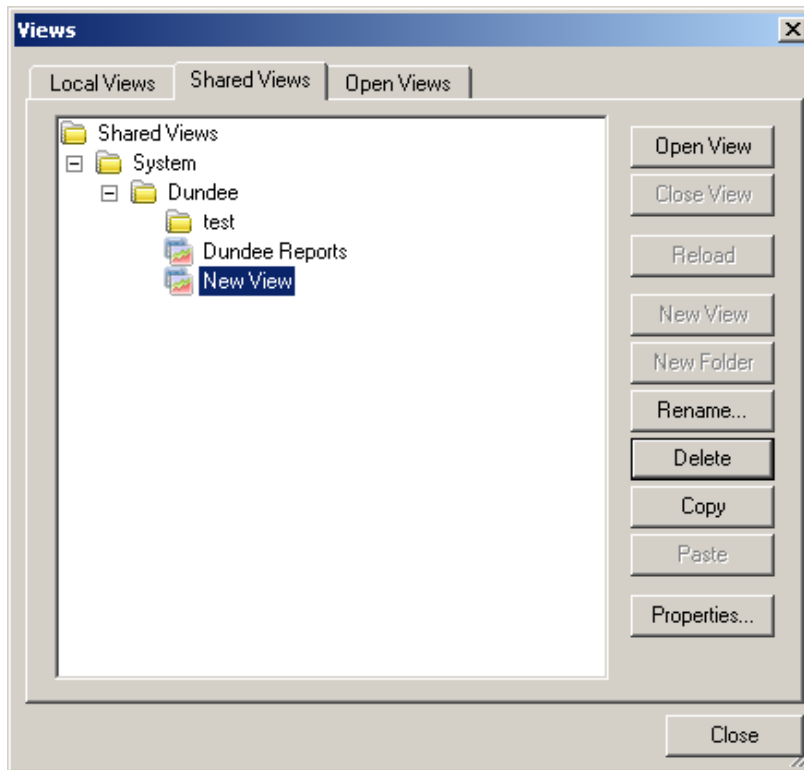 Views
Local Views
Shared Views
Open Views
Shared Views
System
Dundee
test
Dundee Reports
New View
Open View
Close View
Reload
New View
New Folder
Rename...
Delete
Copy
Paste
Properties...
Close